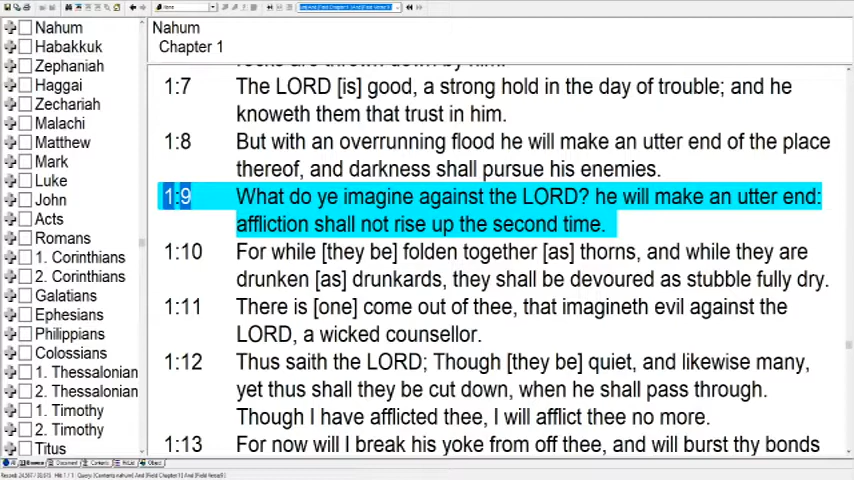 Nahum
Habakkuk
Zephaniah
Haggai
Zechariah
Malachi
Matthew
Mark
Luke
John
Acts
Romans
1. Corinthians
2. Corinthians
Galatians
Ephesians
Philippians
Colossians
1. Thessalonian
2. Thessalonian
1. Timothy
2. Timothy
Titus
Nahum
Chapter 1
1:7 The LORD [is] good, a strong hold in the day of trouble; and he
knoweth them that trust in him.
1:8 But with an overrunning flood he will make an utter end of the place
thereof, and darkness shall pursue his enemies.
1:9 What do ye imagine against the LORD? he will make an utter end:
affliction shall not rise up the second time.
1:10 For while [they be] folden together [as] thorns, and while they are
drunken [as] drunkards, they shall be devoured as stubble fully dry.
1:11 There is [one] come out of thee, that imagineth evil against the
LORD, a wicked counsellor.
1:12 Thus saith the LORD; Though [they be] quiet, and likewise many,
yet thus shall they be cut down, when he shall pass through.
Though I have afflicted thee, I will afflict thee no more.
1:13 For now will I break his yoke from off thee, and will burst thy bonds